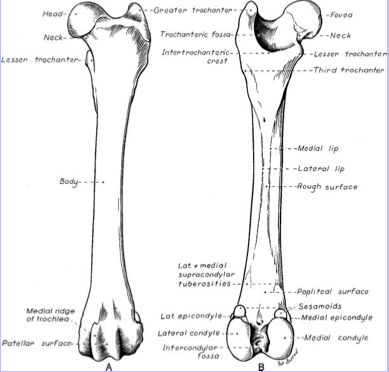 Head
Greater trochanter
Fovea
Neck
Trochanteric fossa
Neck
Lesser trochanter
Intertrochanteric
crest
Lesser trochanter
Third trochanter
Body
Medial lip
Lateral lip
Rough surface
Lat. + medial
supracondylar
tuberosities
Popliteal surface
Sesamoids
Medial ridge
of trochlea
Lat. epicondyle
Medial epicondyle
Patellar surface
Lateral condyle
Medial condyle
Intercondylar
fossa
A
B